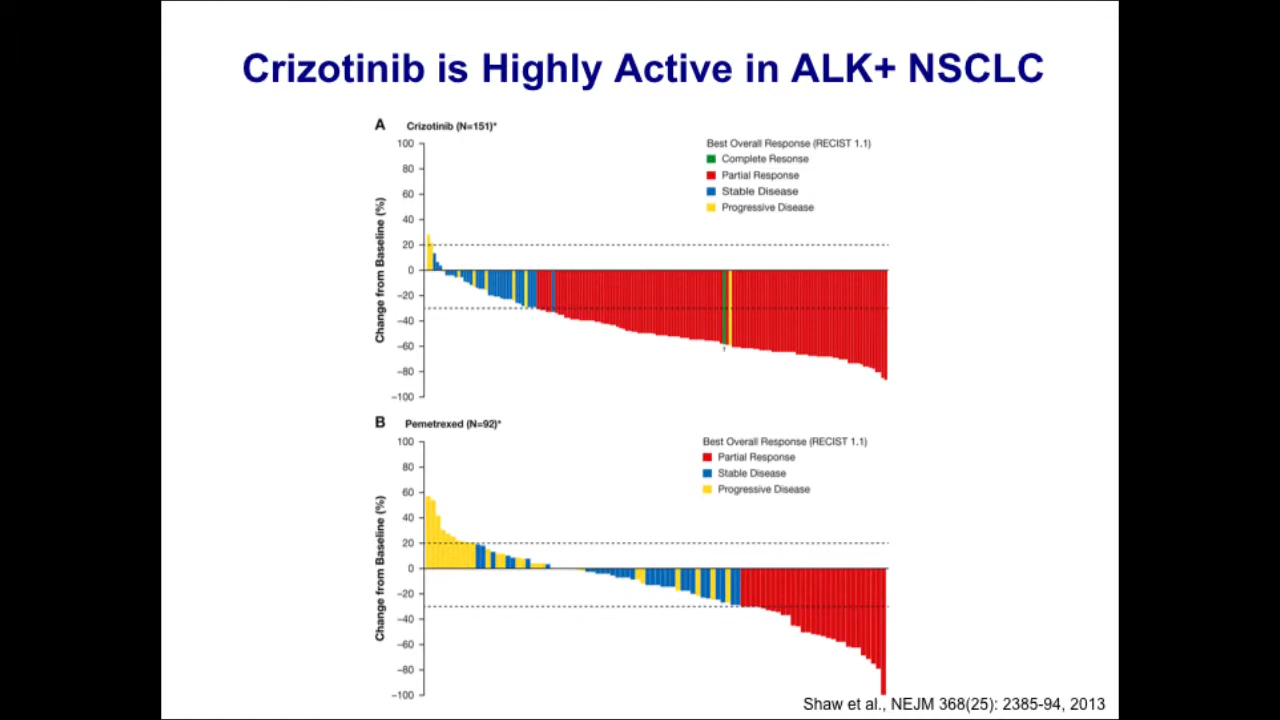 Crizotinib is Highly Active in ALK+ NSCLC
A
Crizotinib (N=151)*
Best Overall Response (RECIST 1.1)
Complete Resonse
Partial Response
Stable Disease
Progressive Disease
Change from Baseline (%)
100
80
60
40
20
0
–20
–40
–60
–80
–100
†
B
Pemetrexed (N=92)*
Best Overall Response (RECIST 1.1)
Partial Response
Stable Disease
Progressive Disease
Change from Baseline (%)
100
80
60
40
20
0
–20
–40
–60
–80
–100
Shaw et al., NEJM 368(25): 2385-94, 2013